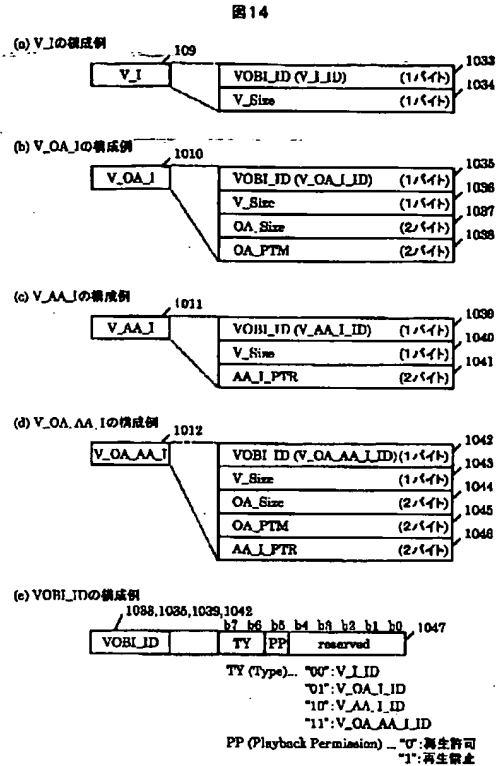 図14
(a) V_Iの構成例
109
V_I
VOBI_ID (V_I_ID) (1バイト) 1033
V_Size (1バイト) 1034
(b) V_OA_Iの構成例
1010
V_OA_I
VOBI_ID (V_OA_I_ID) (1バイト) 1035
V_Size (1バイト) 1036
OA_Size (2バイト) 1037
OA_PTM (2バイト) 1038
(c) V_AA_Iの構成例
1011
V_AA_I
VOBI_ID (V_AA_I_ID) (1バイト) 1039
V_Size (1バイト) 1040
AA_I_PTR (2バイト) 1041
(d) V_OA_AA_Iの構成例
1012
V_OA_AA_I
VOBI_ID (V_OA_AA_I_ID) (1バイト) 1042
V_Size (1バイト) 1043
OA_Size (2バイト) 1044
OA_PTM (2バイト) 1045
AA_I_PTR (2バイト) 1046
(e) VOBI_IDの構成例
1033,1035,1039,1042
b7 b6 b5 b4 b3 b2 b1 b0 1047
VOBI_ID TY PP reserved
TY (Type)... "00":V_I_ID
"01":V_OA_I_ID
"10":V_AA_I_ID
"11":V_OA_AA_I_ID
PP (Playback Permission) ... "0":再生許可
"1":再生禁止